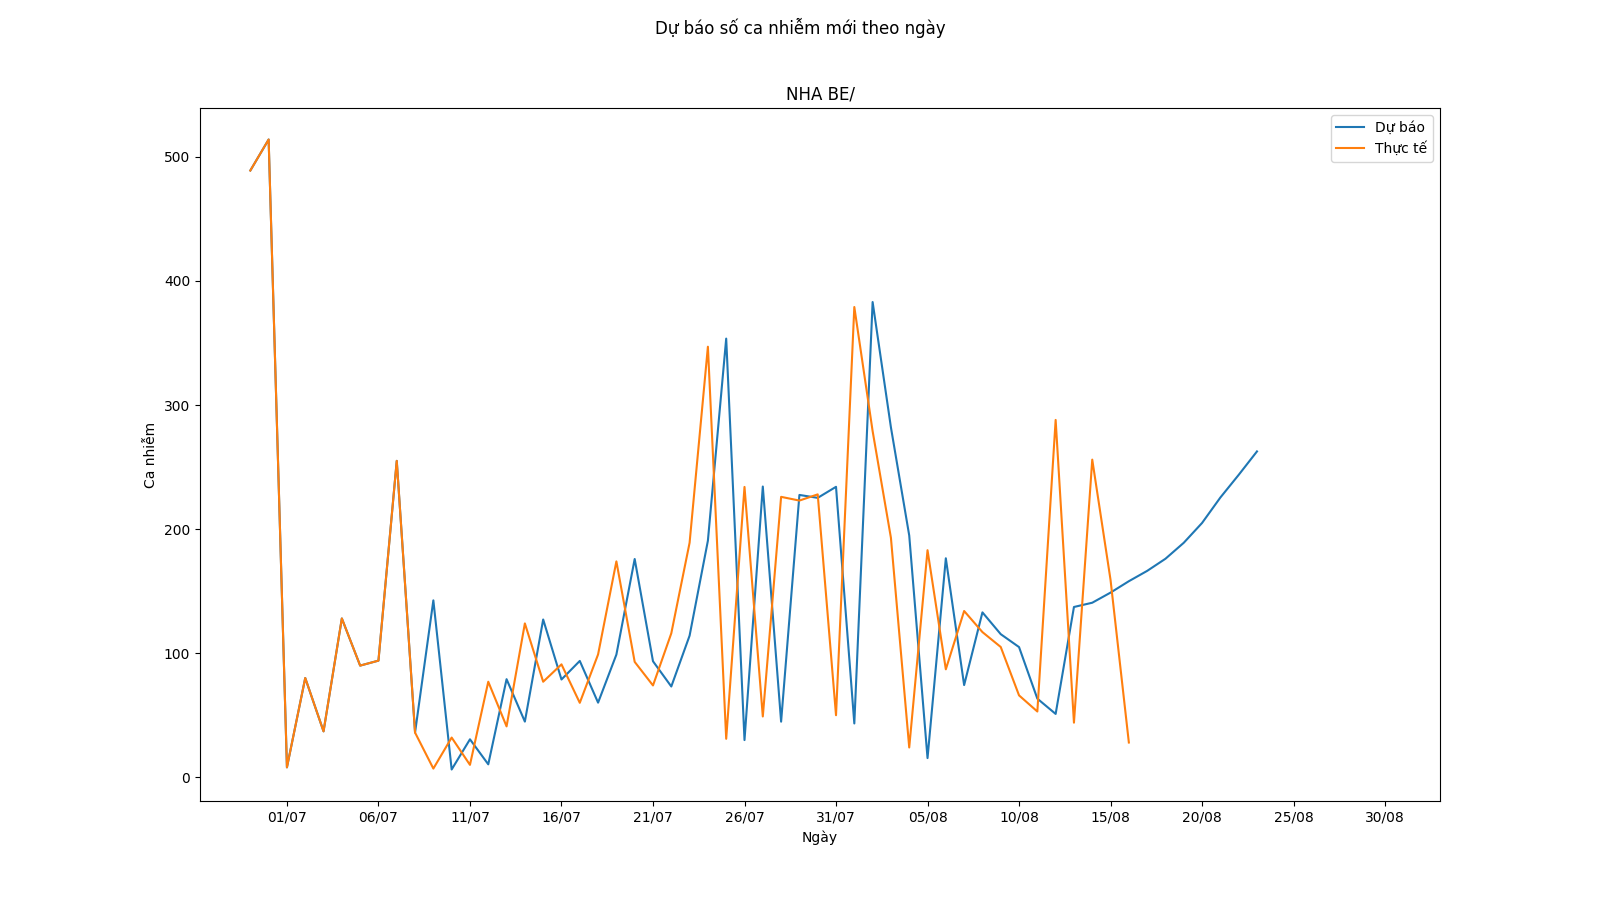 Dự báo số ca nhiễm mới theo ngày
NHA BE/
Dự báo
Thực tế
500
400
300
200
100
0
Ca nhiễm
01/07 06/07 11/07 16/07 21/07 26/07 31/07 05/08 10/08 15/08 20/08 25/08 30/08
Ngày